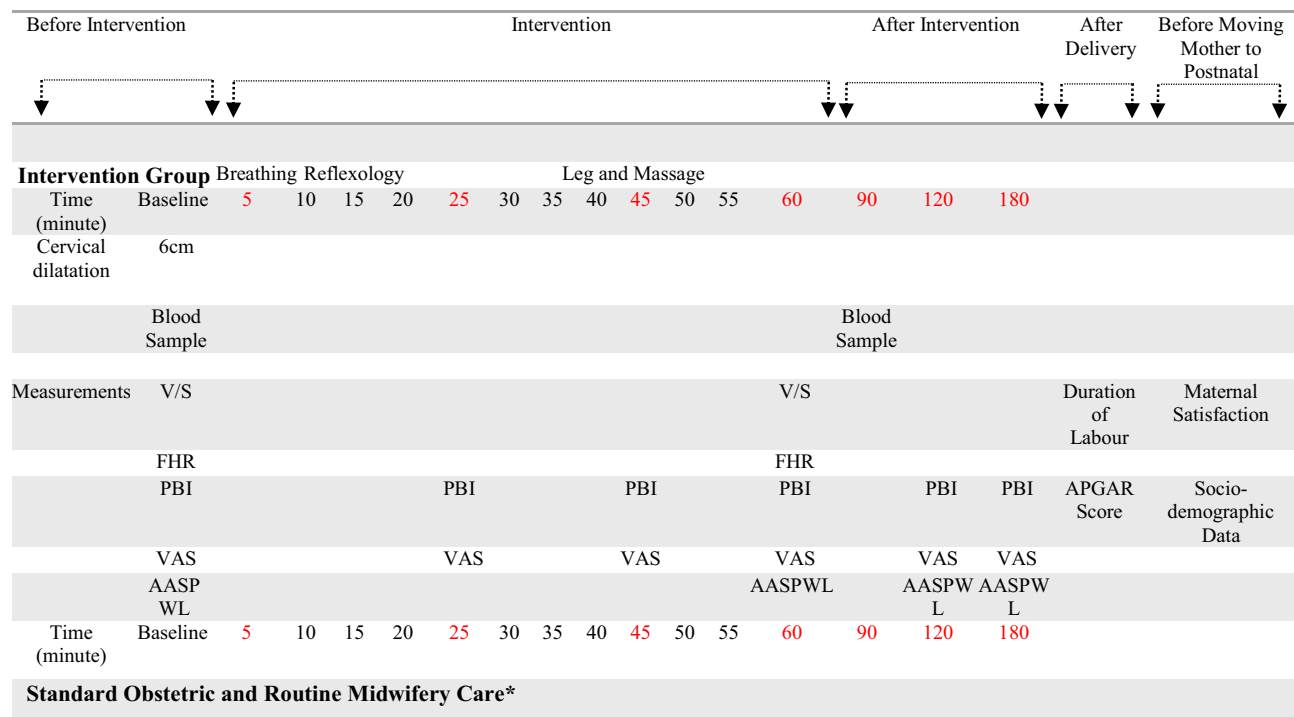 Before Intervention Intervention After Intervention After Before Moving
Delivery Mother to
Postnatal
Intervention Group Breathing Reflexology Leg and Massage
Time Baseline 5 10 15 20 25 30 35 40 45 50 55 60 90 120 180
(minute)
Cervical 6cm
dilatation
Blood Blood
Sample Sample
Measurements V/S V/S Duration Maternal
of Satisfaction
Labour
FHR FHR
PBI PBI PBI PBI PBI PBI APGAR Socio-
Score demographic
Data
VAS VAS VAS VAS VAS VAS
AASP AASPWL AASPW AASPW
WL L L
Time Baseline 5 10 15 20 25 30 35 40 45 50 55 60 90 120 180
(minute)
Standard Obstetric and Routine Midwifery Care*